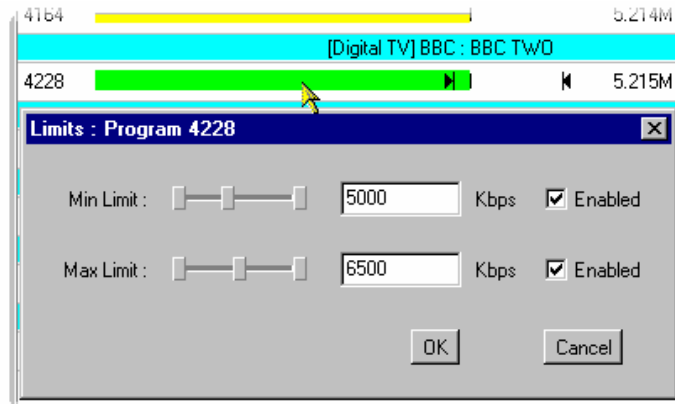 4164 5.214M
[Digital TV] BBC : BBC TWO
4228 5.215M
Limits : Program 4228
Min Limit : 5000 Kbps Enabled
Max Limit : 6500 Kbps Enabled
OK Cancel